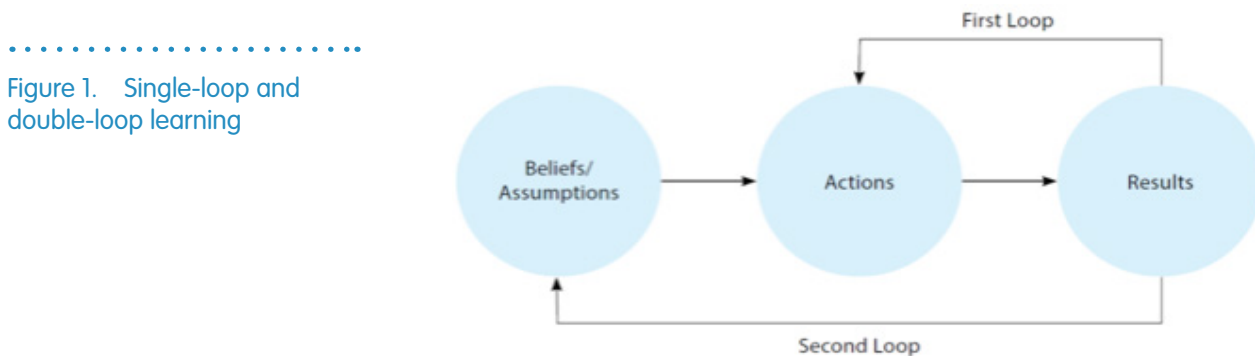 First Loop
Figure 1. Single-loop and
double-loop learning
Beliefs/
Assumptions
Actions
Results
Second Loop